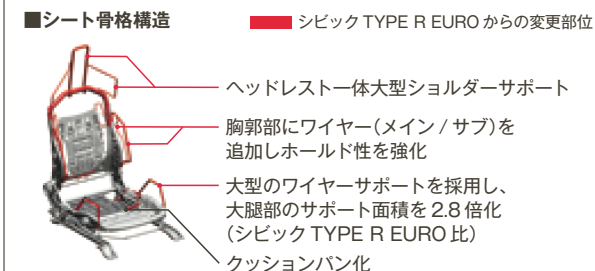 ■シート骨格構造
シビック TYPE R EURO からの変更部位
ヘッドレスト一体大型ショルダーサポート
胸郭部にワイヤー（メイン / サブ）を
追加しホールド性を強化
大型のワイヤーサポートを採用し、
大腿部のサポート面積を 2.8 倍化
（シビック TYPE R EURO 比）
クッションパン化